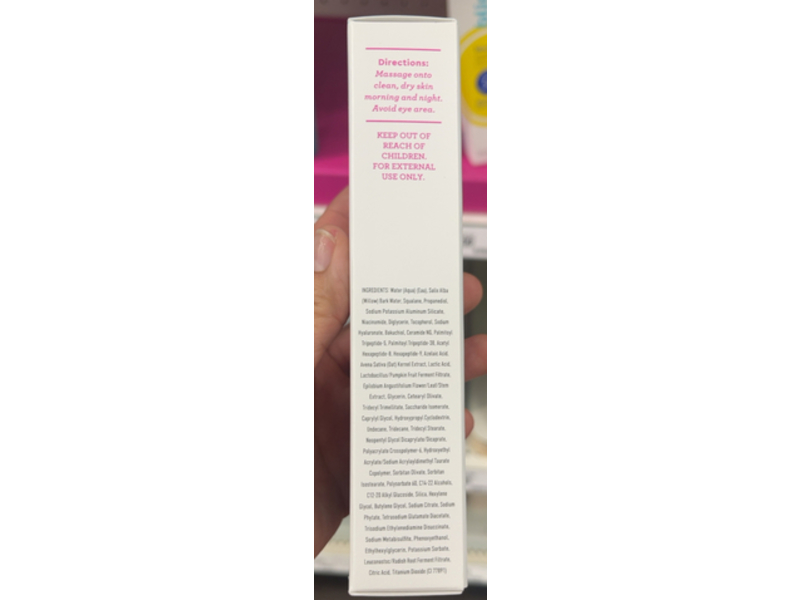 Directions:
Massage onto
clean, dry skin
morning and night.
Avoid eye area.
KEEP OUT OF
REACH OF
CHILDREN.
FOR EXTERNAL
USE ONLY.
INGREDIENTS: Water (Aqua) (Eau), Salix Alba
(Willow) Bark Water, Squalane, Propanediol,
Sodium Potassium Aluminum Silicate,
Niacinamide, Diglycerin, Tocopherol, Sodium
Hyaluronate, Bakuchiol, Ceramide NG, Palmitoyl
Tripeptide-5, Palmitoyl Tripeptide-38, Acetyl
Hexapeptide-8, Hexapeptide-9, Azelaic Acid,
Avena Sativa (Oat) Kernel Extract, Lactic Acid,
Lactobacillus/Pumpkin Fruit Ferment Filtrate,
Epilobium Angustifolium Flower/Leaf/Stem
Extract, Glycerin, Cetearyl Olivate,
Tridecyl Trimellitate, Saccharide Isomerate,
Caprylyl Glycol, Hydroxypropyl Cyclodextrin,
Undecane, Tridecane, Tridecyl Stearate,
Neopentyl Glycol Dicaprylate/Dicaprate,
Polyacrylate Crosspolymer-6, Hydroxyethyl
Acrylate/Sodium Acryloyldimethyl Taurate
Copolymer, Sorbitan Olivate, Sorbitan
Isostearate, Polysorbate 60, C14-22 Alcohols,
C12-20 Alkyl Glucoside, Silica, Hexylene
Glycol, Butylene Glycol, Sodium Citrate, Sodium
Phytate, Tetrasodium Glutamate Diacetate,
Trisodium Ethylenediamine Disuccinate,
Sodium Metabisulfite, Phenoxyethanol,
Ethylhexylglycerin, Potassium Sorbate,
Leuconostoc/Radish Root Ferment Filtrate,
Citric Acid, Titanium Dioxide (CI 77891)